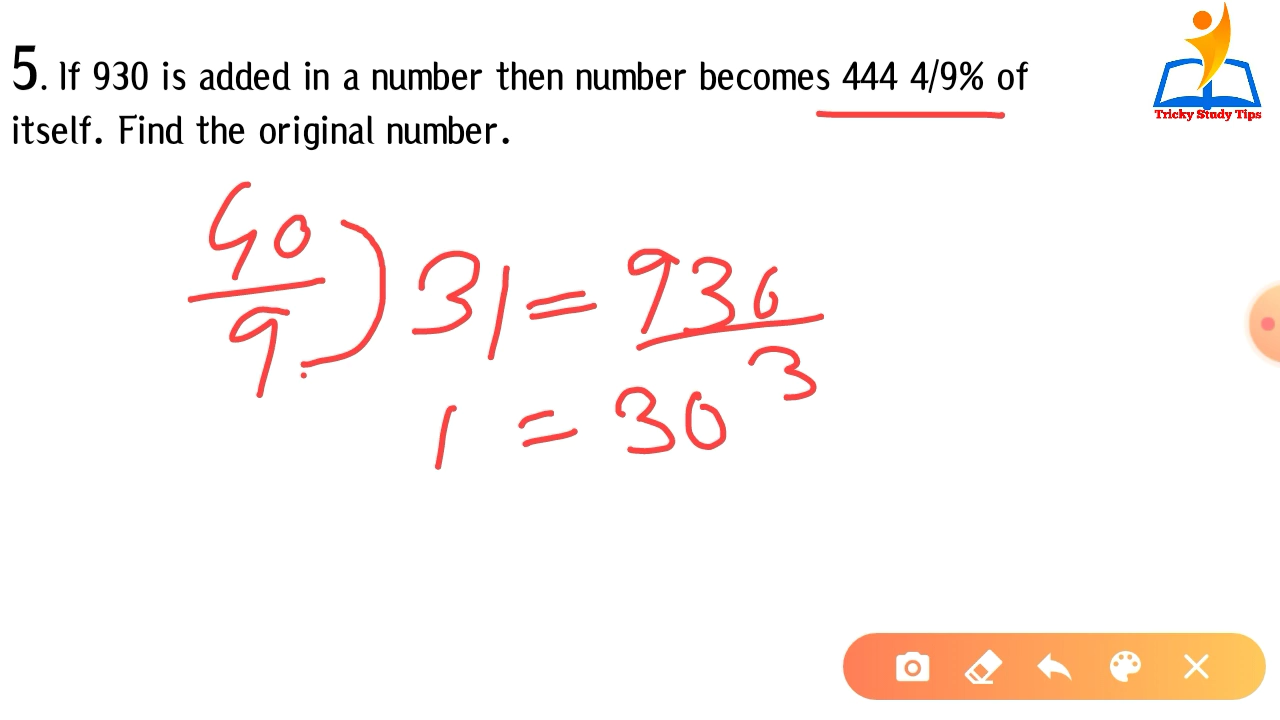 5. If 930 is added in a number then number becomes 444 4/9% of
itself. Find the original number.
Tricky Study Tips
40
9
) 31 = 930
3
1 = 30